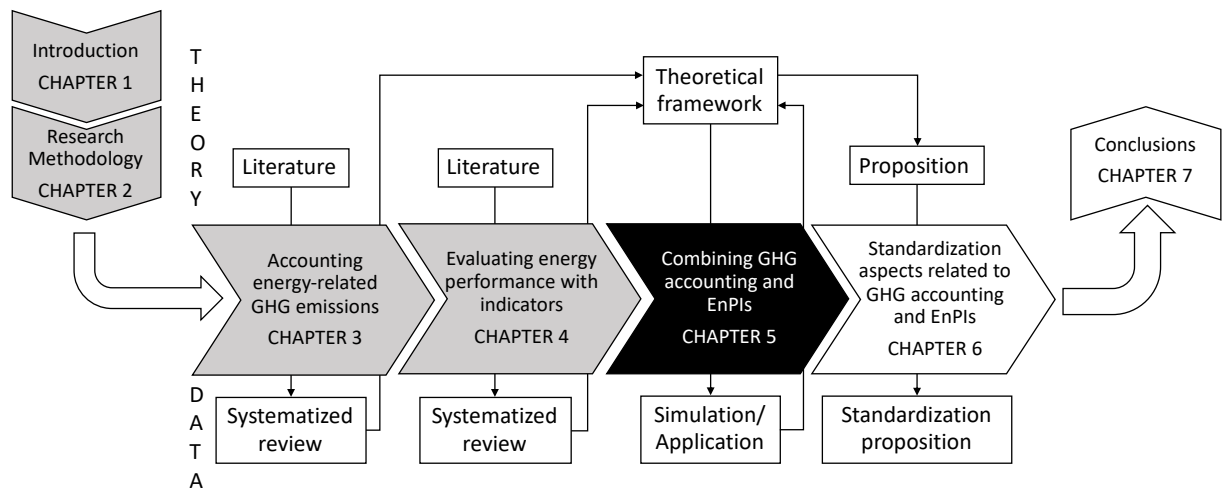 Introduction
CHAPTER 1
Research
Methodology
CHAPTER 2
T
H
E
O
R
Y
Literature
Literature
Theoretical
framework
Proposition
Accounting
energy-related
GHG emissions
CHAPTER 3
Evaluating energy
performance with
indicators
CHAPTER 4
Combining GHG
accounting and
EnPIs
CHAPTER 5
Standardization
aspects related to
GHG accounting
and EnPIs
CHAPTER 6
Conclusions
CHAPTER 7
D
A
T
A
Systematized
review
Systematized
review
Simulation/
Application
Standardization
proposition